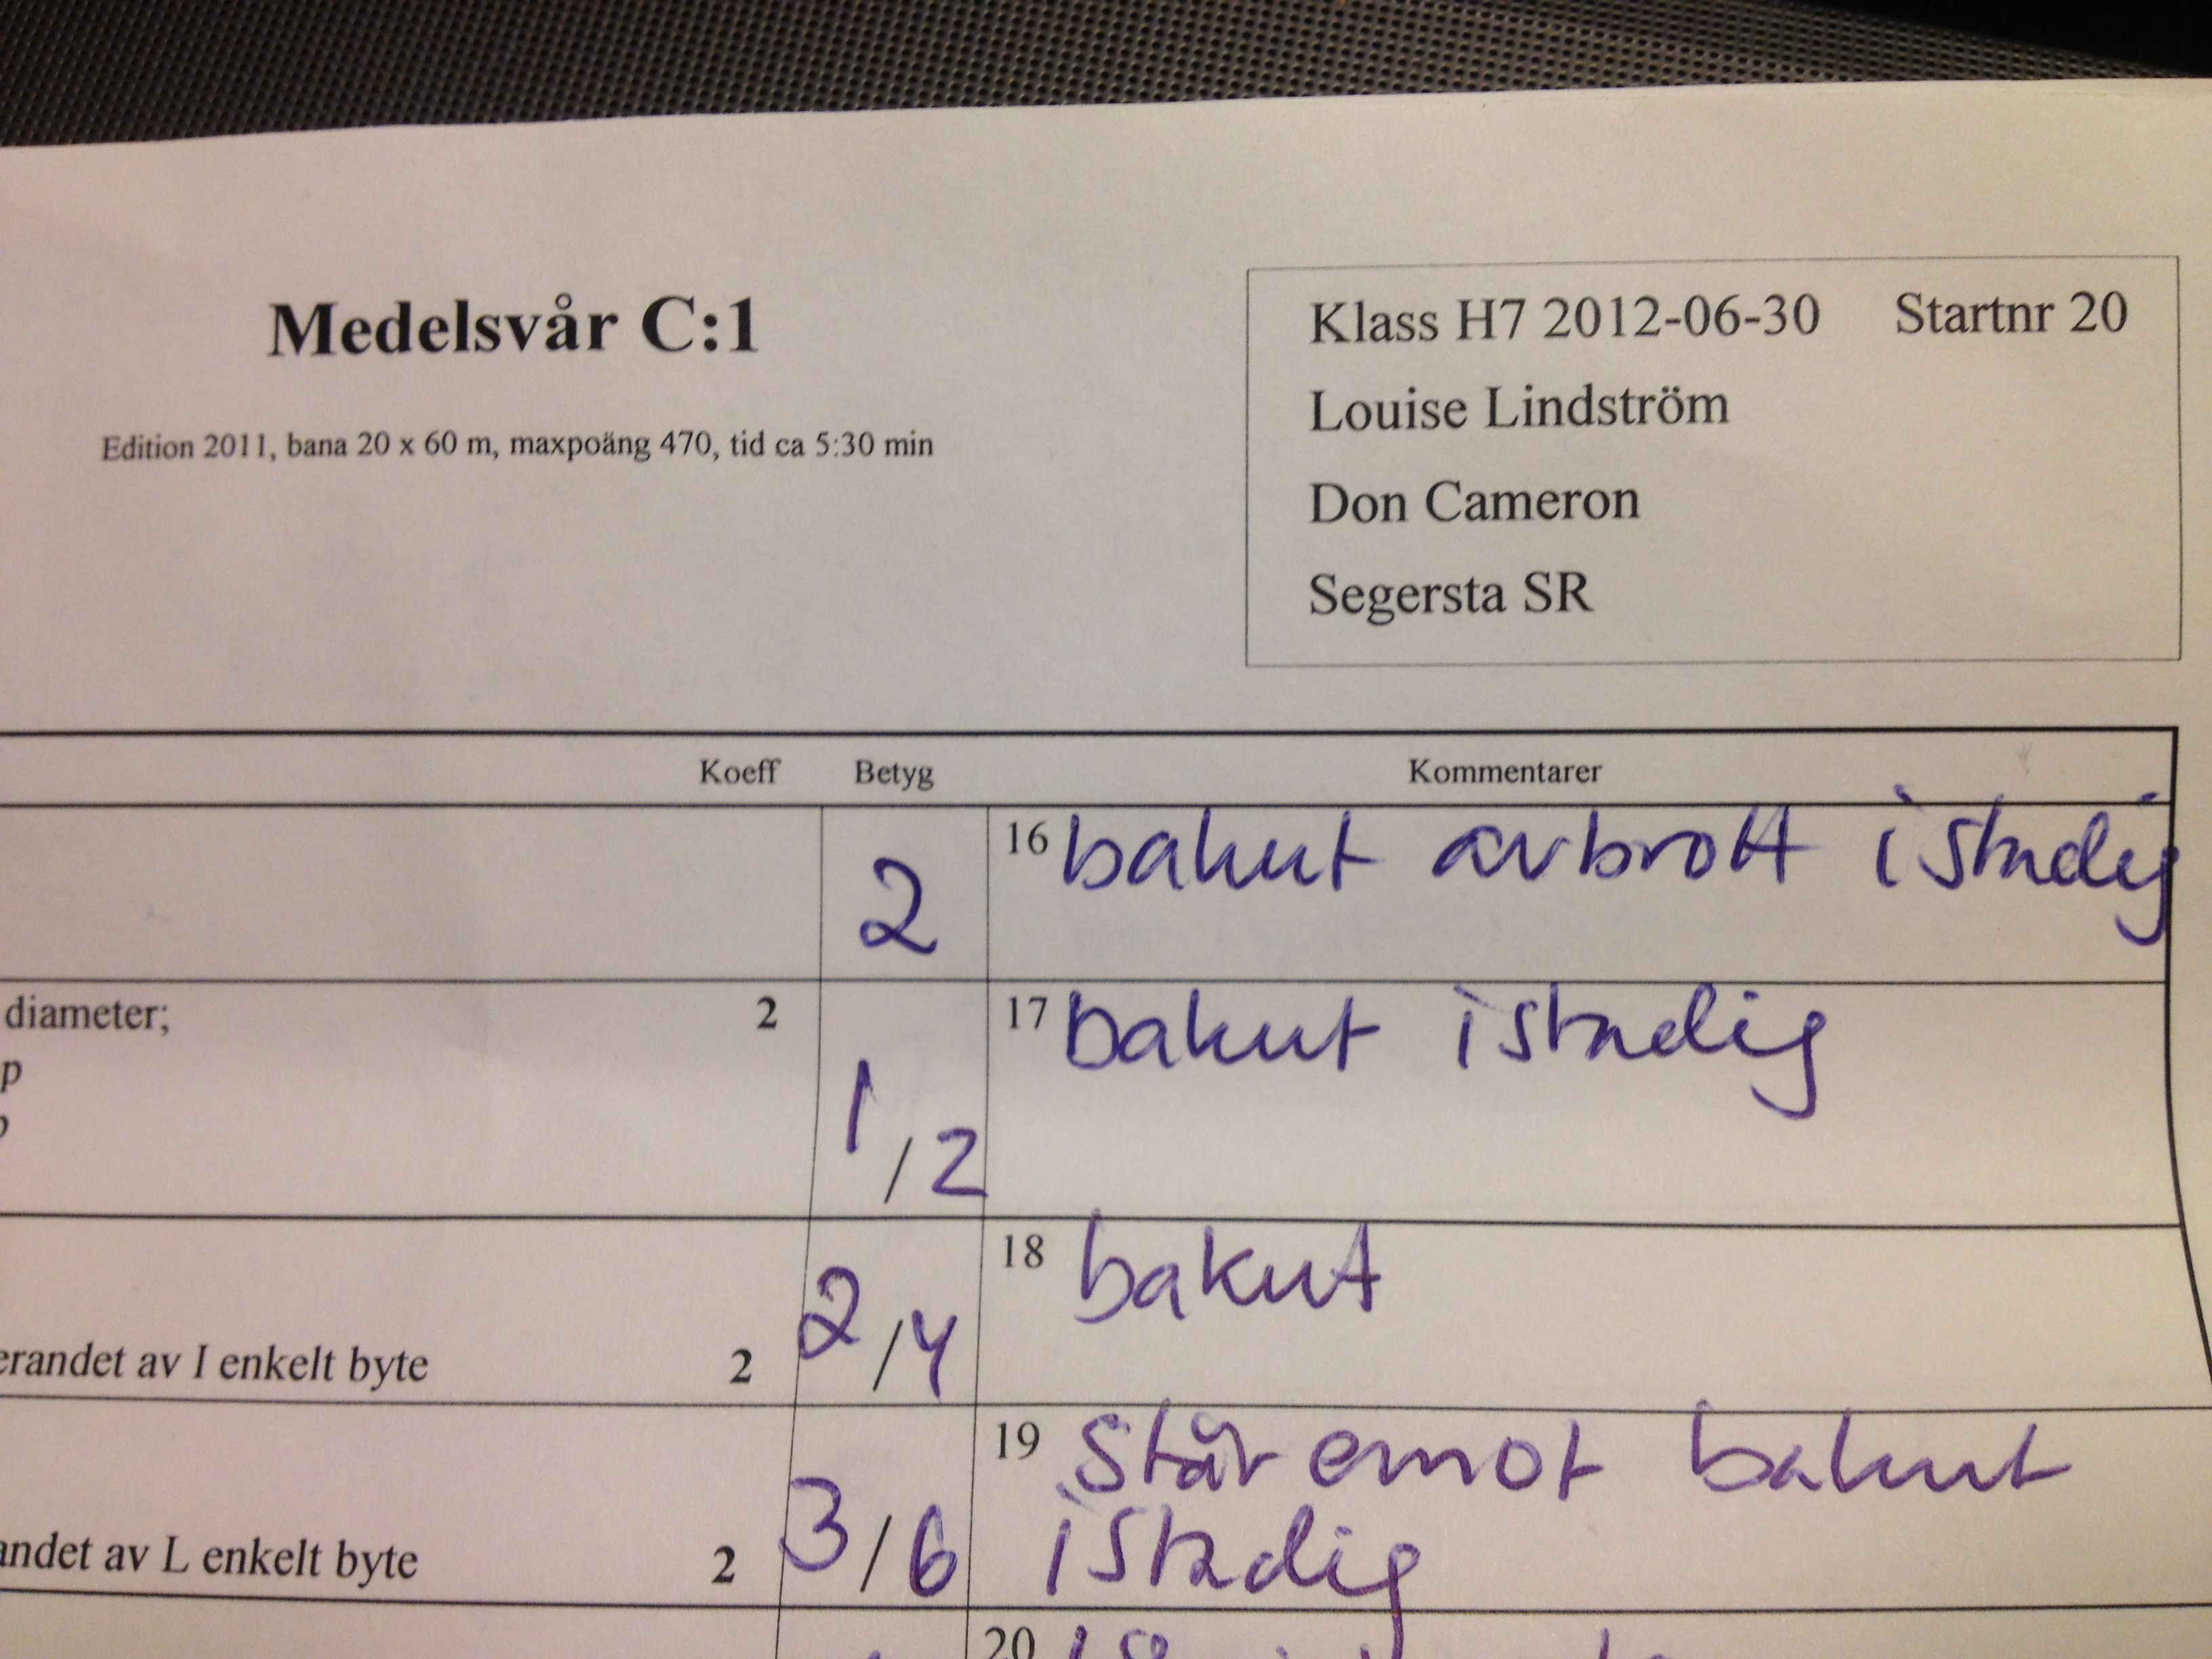 Medelsvår C:1
Edition 2011, bana 20 x 60 m, maxpoäng 470, tid ca 5:30 min
Klass H7 2012-06-30 Startnr 20
Louise Lindström
Don Cameron
Segersta SR
Koeff Betyg Kommentarer
2 16 bakut avbrott istadig
diameter; 2 1/2 17 bakut istadig
p
erandet av I enkelt byte 2 2/4 18 bakut
andet av L enkelt byte 2 3/6 19 Står emot bakut
istadig
20